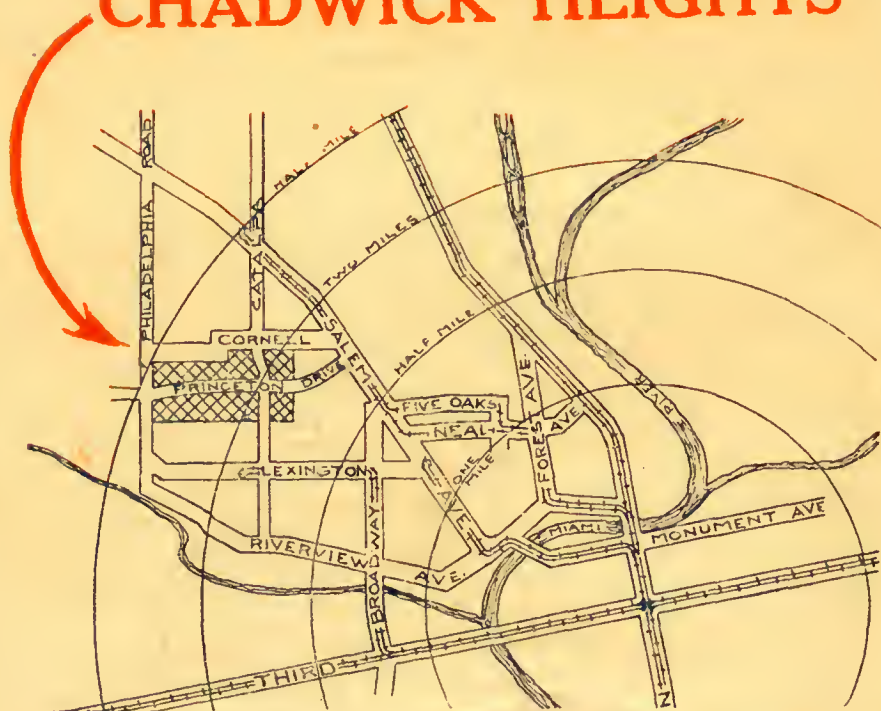 CHADWICK HEIGHTS
PHILADELPHIA ROAD
HALF MILE
TWO MILES
HALF MILE
ONE MILE
CORNELL
SALEM AVE
PRINCETON DRIVE
FIVE OAKS
NEAL AVE
FOREST AVE.
LEXINGTON
RIVERVIEW AVE.
BROADWAY
MIAMI RIVER
MONUMENT AVE
THIRD